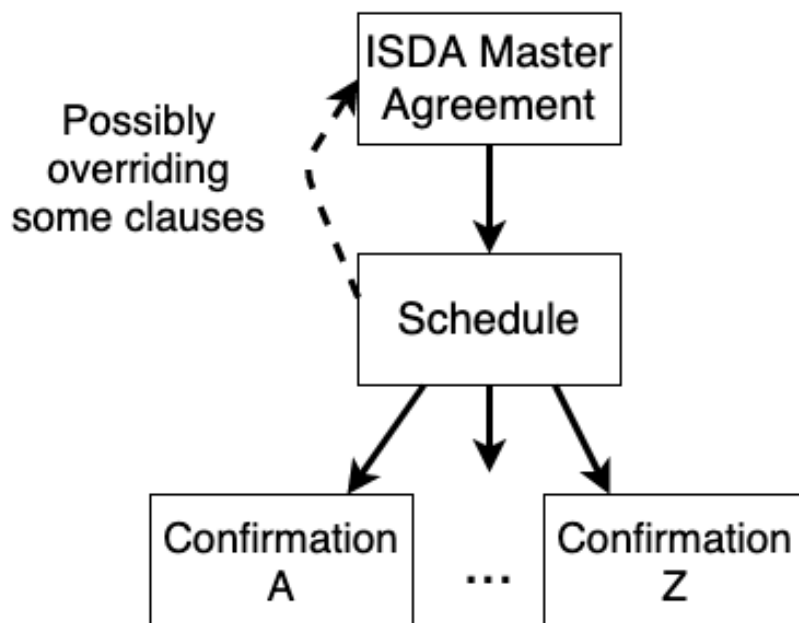 ISDA Master
Agreement
Possibly
overriding
some clauses
Schedule
Confirmation
A
...
Confirmation
Z